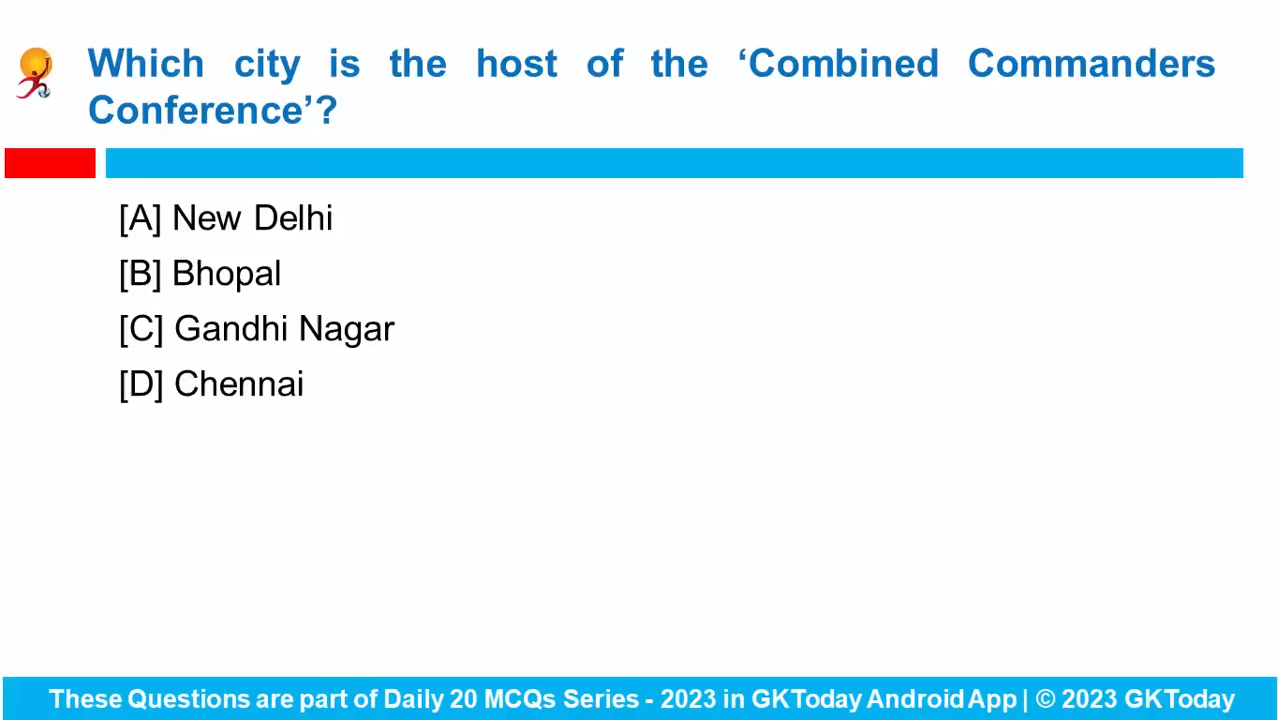 Which city is the host of the ‘Combined Commanders
Conference’?
[A] New Delhi
[B] Bhopal
[C] Gandhi Nagar
[D] Chennai
These Questions are part of Daily 20 MCQs Series - 2023 in GKToday Android App | © 2023 GKToday